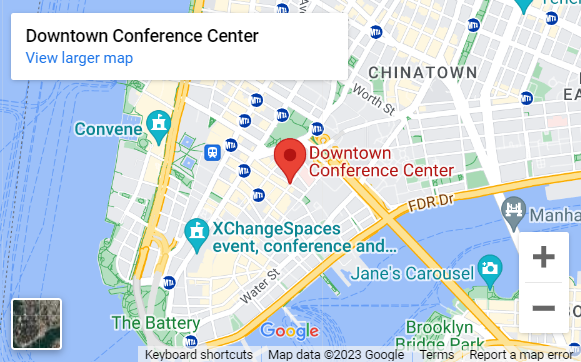 Downtown Conference Center
View larger map
CHINATOWN
Worth St
Convene
Downtown
Conference Center
FDR Dr
Manha
XChangeSpaces
event, conference and...
Jane's Carousel
Water St
The Battery
Google
Brooklyn
Bridge Park
Keyboard shortcuts
Map data ©2023 Google
Terms
Report a map error